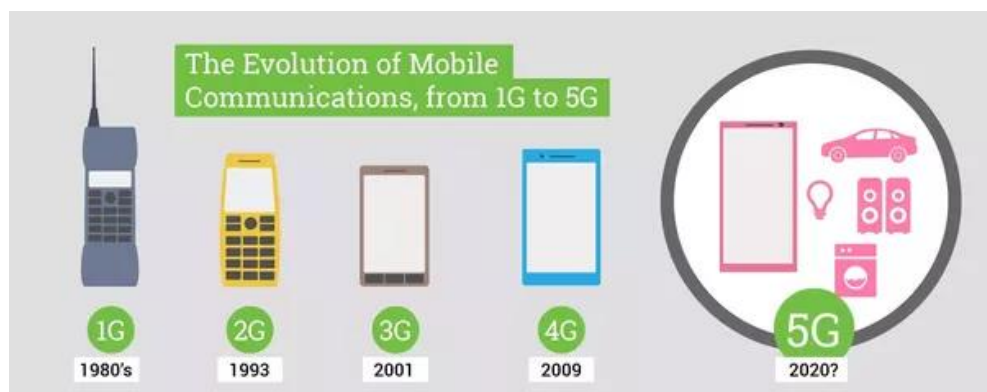 The Evolution of Mobile
Communications, from 1G to 5G
1G
1980's
2G
1993
3G
2001
4G
2009
5G
2020?